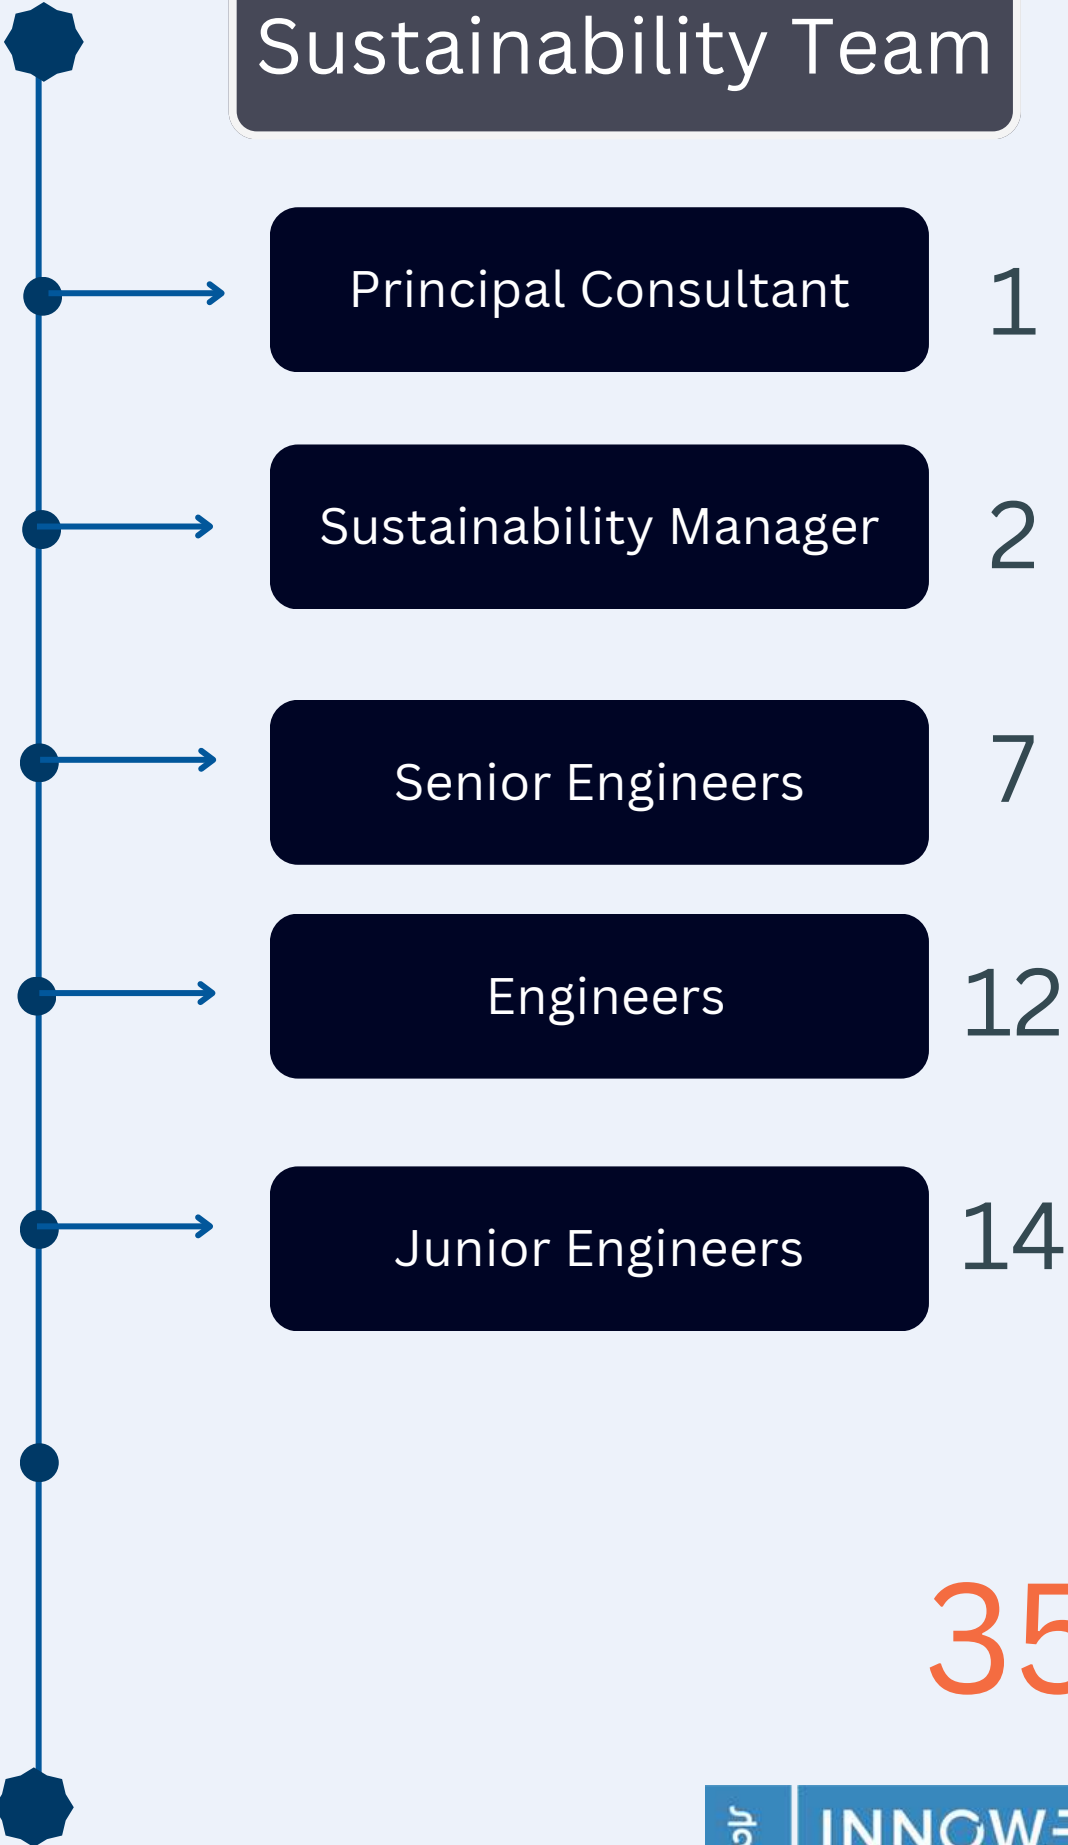 Sustainability Team
Principal Consultant 1
Sustainability Manager 2
Senior Engineers 7
Engineers 12
Junior Engineers 14
35